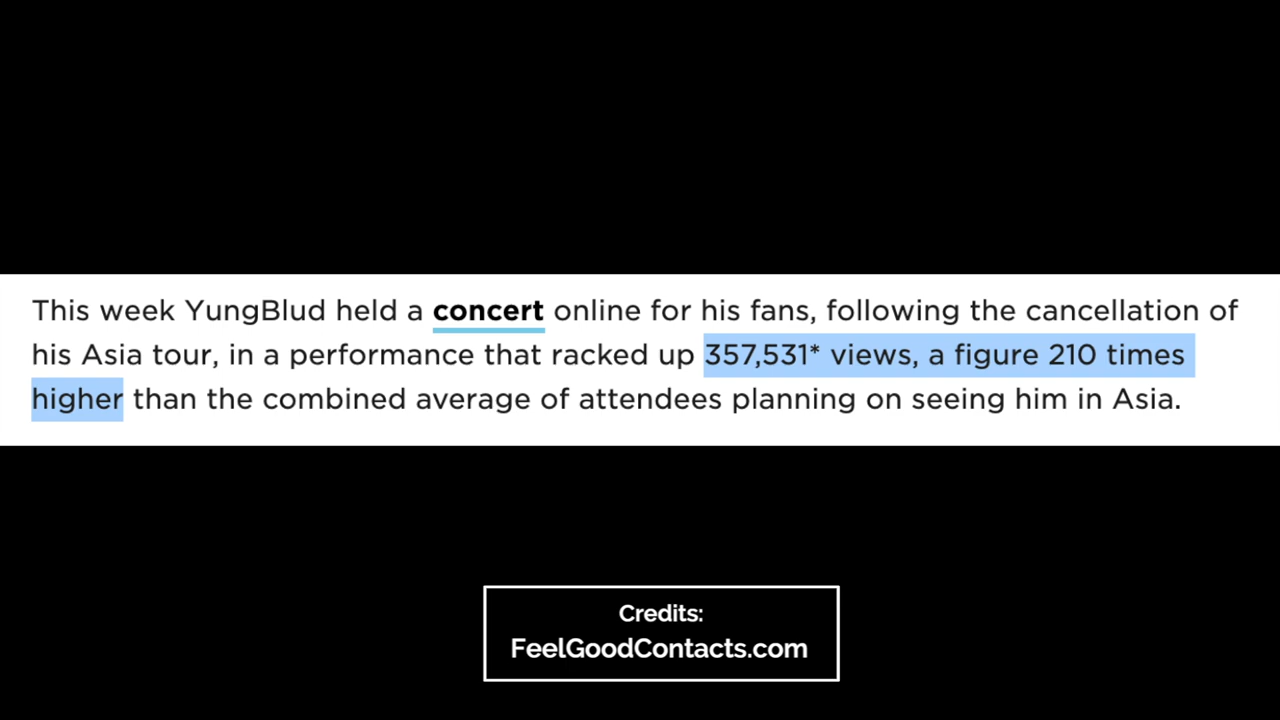 This week YungBlud held a concert online for his fans, following the cancellation of
his Asia tour, in a performance that racked up 357,531* views, a figure 210 times
higher than the combined average of attendees planning on seeing him in Asia.
Credits:
FeelGoodContacts.com